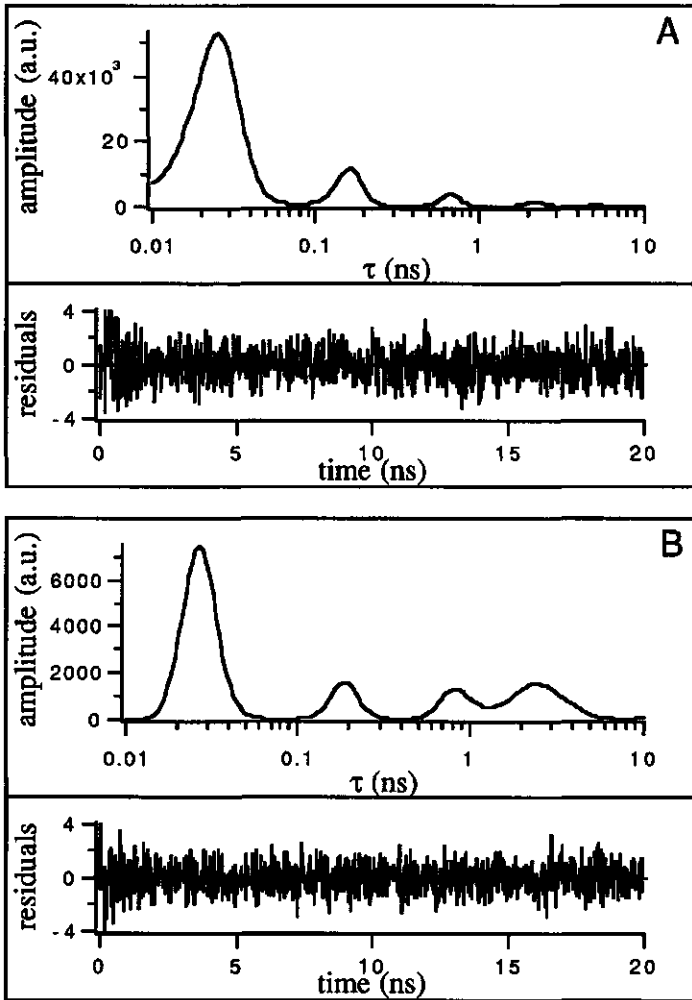 A
amplitude (a.u.)
40x10³
20
0
0.01 0.1 1 10
τ (ns)
residuals
4
0
-4
0 5 10 15 20
time (ns)
B
amplitude (a.u.)
6000
4000
2000
0
0.01 0.1 1 10
τ (ns)
residuals
4
0
-4
0 5 10 15 20
time (ns)